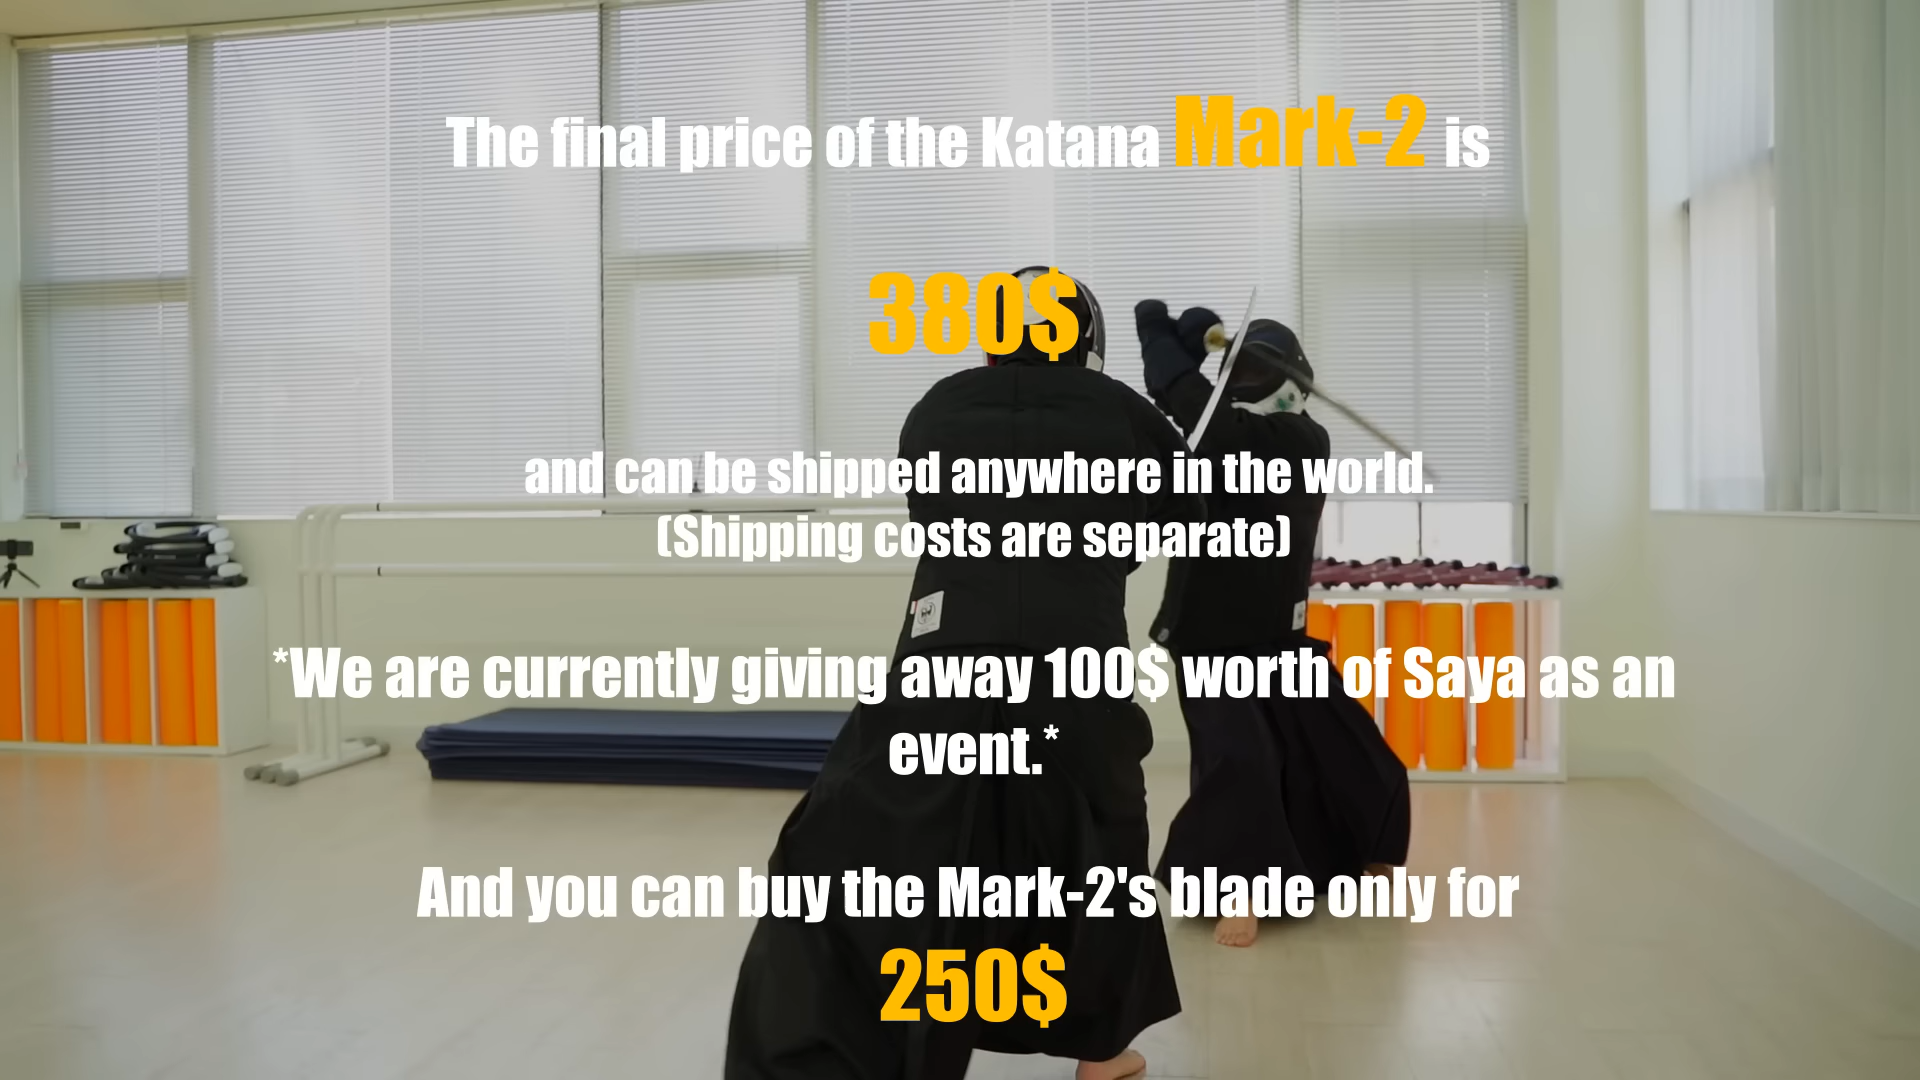 The final price of the Katana Mark-2 is
380$
and can be shipped anywhere in the world.
(Shipping costs are separate)
*We are currently giving away 100$ worth of Saya as an
event.*
And you can buy the Mark-2's blade only for
250$